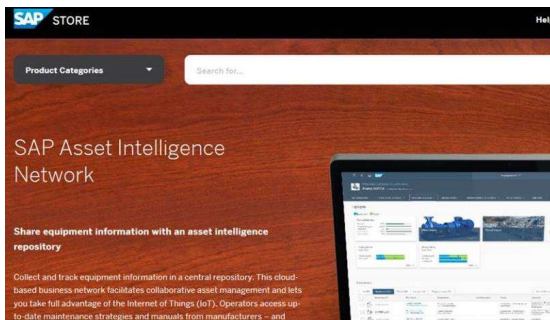 SAP STORE
Hel
Product Categories
Search for...
SAP Asset Intelligence
Network
Share equipment information with an asset intelligence
repository
Collect and track equipment information in a central repository. This cloud-
based business network facilitates collaborative asset management and lets
you take full advantage of the Internet of Things (IoT). Operators access up-
to-date maintenance strategies and manuals from manufacturers – and